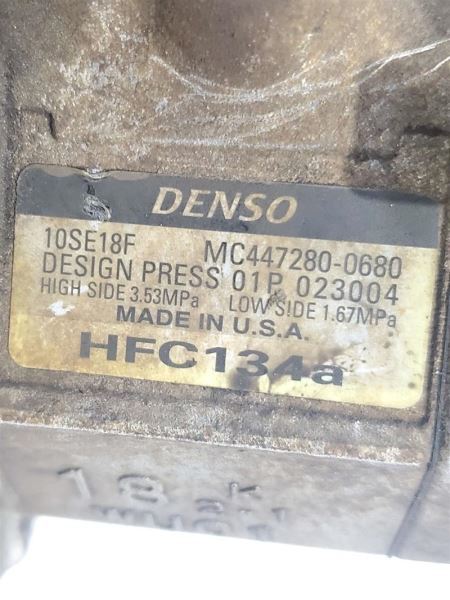 DENSO
10SE18F MC447280-0680
DESIGN PRESS 01P 023004
HIGH SIDE 3.53MPa LOW SIDE 1.67MPa
MADE IN U.S.A.
HFC134a
18